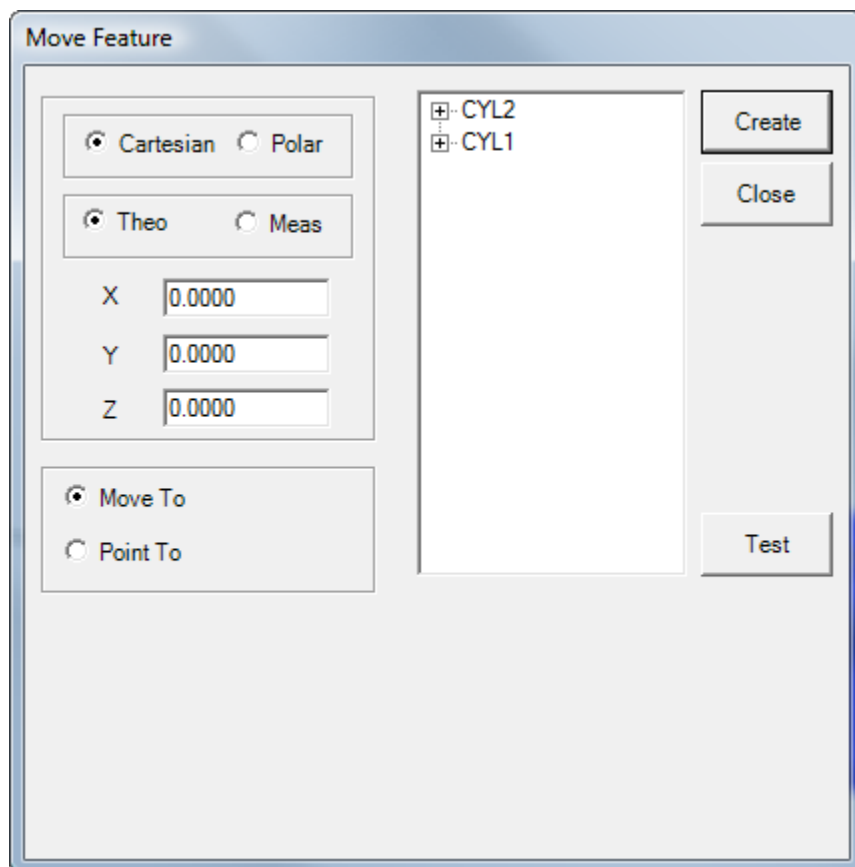 Move Feature
Cartesian Polar
Theo Meas
X 0.0000
Y 0.0000
Z 0.0000
Move To
Point To
CYL2
CYL1
Create
Close
Test